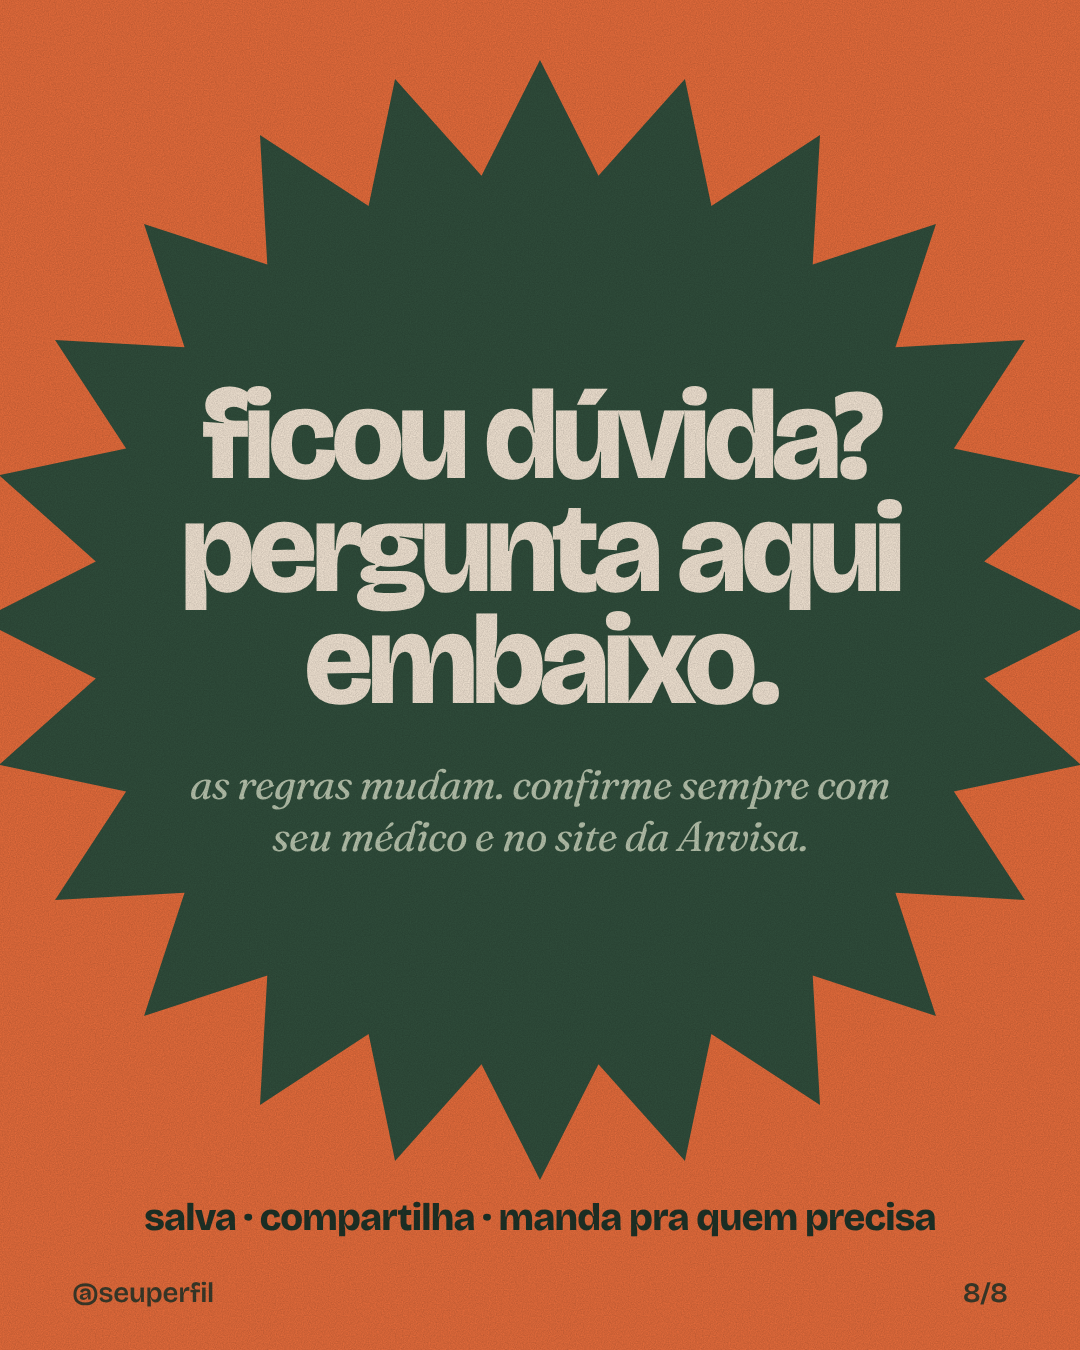 ficou dúvida?
pergunta aqui
embaixo.
as regras mudam. confirme sempre com
seu médico e no site da Anvisa.
salva · compartilha · manda pra quem precisa
@seuperfil
8/8